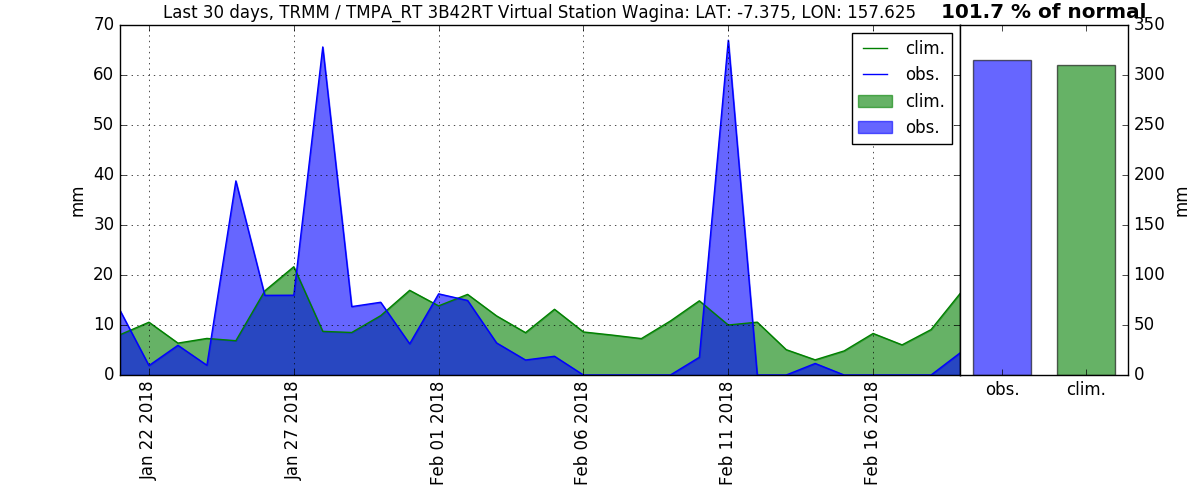 Last 30 days, TRMM / TMPA_RT 3B42RT Virtual Station Wagina: LAT: -7.375, LON: 157.625
101.7 % of normal
70
60
50
40
30
20
10
0
mm
clim.
obs.
clim.
obs.
Jan 22 2018
Jan 27 2018
Feb 01 2018
Feb 06 2018
Feb 11 2018
Feb 16 2018
350
300
250
200
150
100
50
0
mm
obs.
clim.